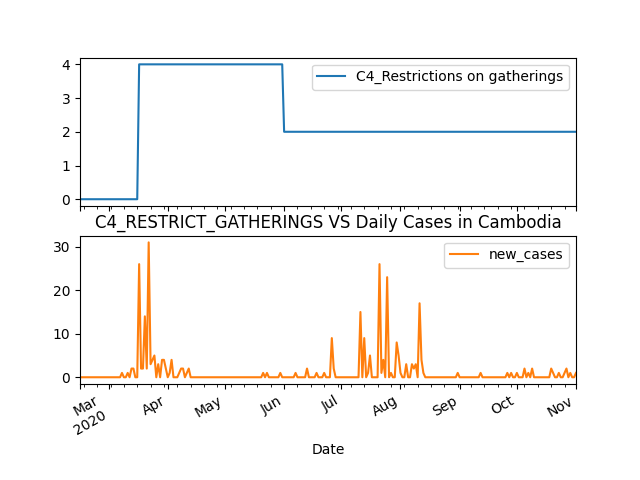 4
3
2
1
0
C4_Restrictions on gatherings
C4_RESTRICT_GATHERINGS VS Daily Cases in Cambodia
30
20
10
0
new_cases
Mar
2020
Apr
May
Jun
Jul
Aug
Sep
Oct
Nov
Date